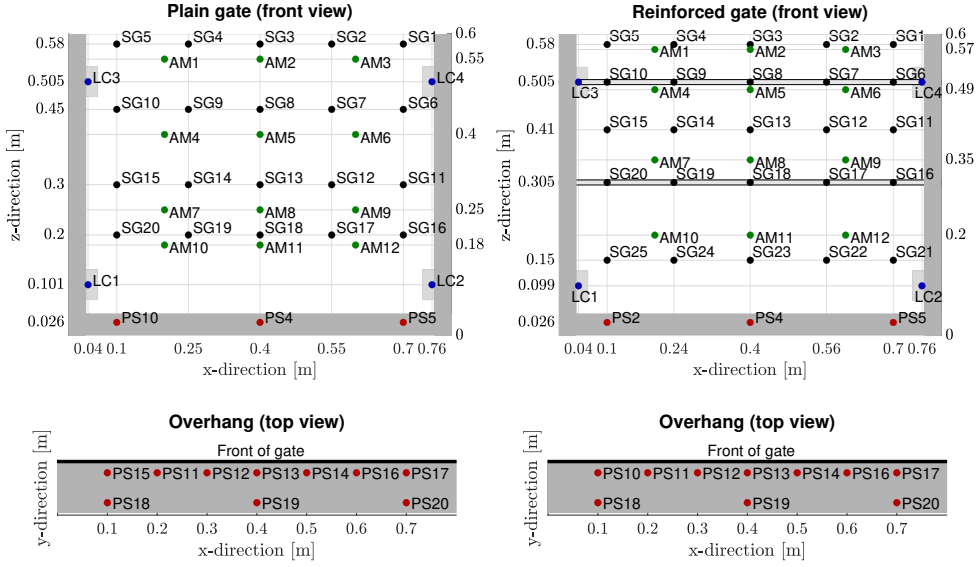 Plain gate (front view)
SG5 SG4 SG3 SG2 SG1
AM1 AM2 AM3
LC3 LC4
SG10 SG9 SG8 SG7 SG6
AM4 AM5 AM6
SG15 SG14 SG13 SG12 SG11
AM7 AM8 AM9
SG20 SG19 SG18 SG17 SG16
AM10 AM11 AM12
LC1 LC2
PS10 PS4 PS5
0.58
0.505
0.45
0.3
0.2
0.101
0.026
z-direction [m]
0.6
0.55
0.4
0.25
0.18
0
0.04 0.1 0.25 0.4 0.55 0.7 0.76
x-direction [m]
Reinforced gate (front view)
SG5 SG4 SG3 SG2 SG1
AM1 AM2 AM3
SG10 SG9 SG8 SG7 SG6
LC3 LC4
AM4 AM5 AM6
SG15 SG14 SG13 SG12 SG11
AM7 AM8 AM9
SG20 SG19 SG18 SG17 SG16
AM10 AM11 AM12
SG25 SG24 SG23 SG22 SG21
LC1 LC2
PS2 PS4 PS5
0.58
0.505
0.41
0.305
0.15
0.099
0.026
z-direction [m]
0.6
0.57
0.49
0.35
0.2
0
0.04 0.1 0.24 0.4 0.56 0.7 0.76
x-direction [m]
Overhang (top view)
Front of gate
PS15 PS11 PS12 PS13 PS14 PS16 PS17
PS18 PS19 PS20
y-direction [m]
0.1 0.2 0.3 0.4 0.5 0.6 0.7
x-direction [m]
Overhang (top view)
Front of gate
PS10 PS11 PS12 PS13 PS14 PS16 PS17
PS18 PS19 PS20
y-direction [m]
0.1 0.2 0.3 0.4 0.5 0.6 0.7
x-direction [m]